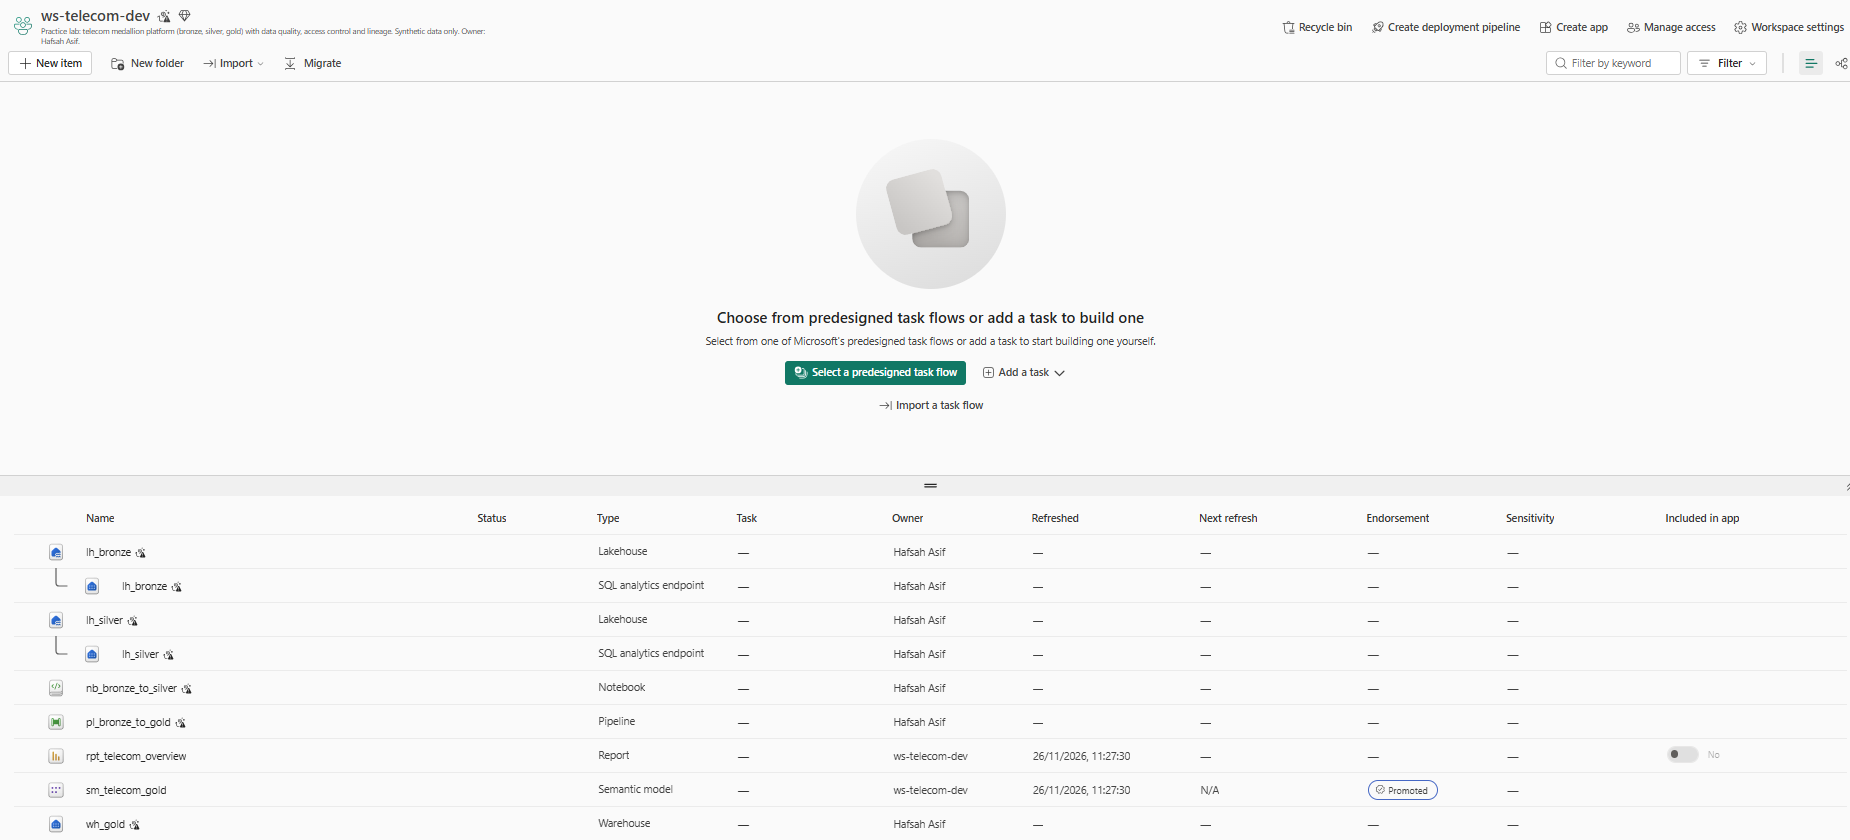 ws-telecom-dev
Practice lab: telecom medallion platform (bronze, silver, gold) with data quality, access control and lineage. Synthetic data only. Owner:
Hafsah Asif.
Recycle bin Create deployment pipeline Create app Manage access Workspace settings
New item New folder Import Migrate Filter by keyword Filter
Choose from predesigned task flows or add a task to build one
Select from one of Microsoft's predesigned task flows or add a task to start building one yourself.
Select a predesigned task flow Add a task
Import a task flow
Name Status Type Task Owner Refreshed Next refresh Endorsement Sensitivity Included in app
lh_bronze Lakehouse — Hafsah Asif — — — —
lh_bronze SQL analytics endpoint — Hafsah Asif — — — —
lh_silver Lakehouse — Hafsah Asif — — — —
lh_silver SQL analytics endpoint — Hafsah Asif — — — —
nb_bronze_to_silver Notebook — Hafsah Asif — — — —
pl_bronze_to_gold Pipeline — Hafsah Asif — — — —
rpt_telecom_overview Report — ws-telecom-dev 26/11/2026, 11:27:30 — — — No
sm_telecom_gold Semantic model — ws-telecom-dev 26/11/2026, 11:27:30 N/A Promoted —
wh_gold Warehouse — Hafsah Asif — — — —